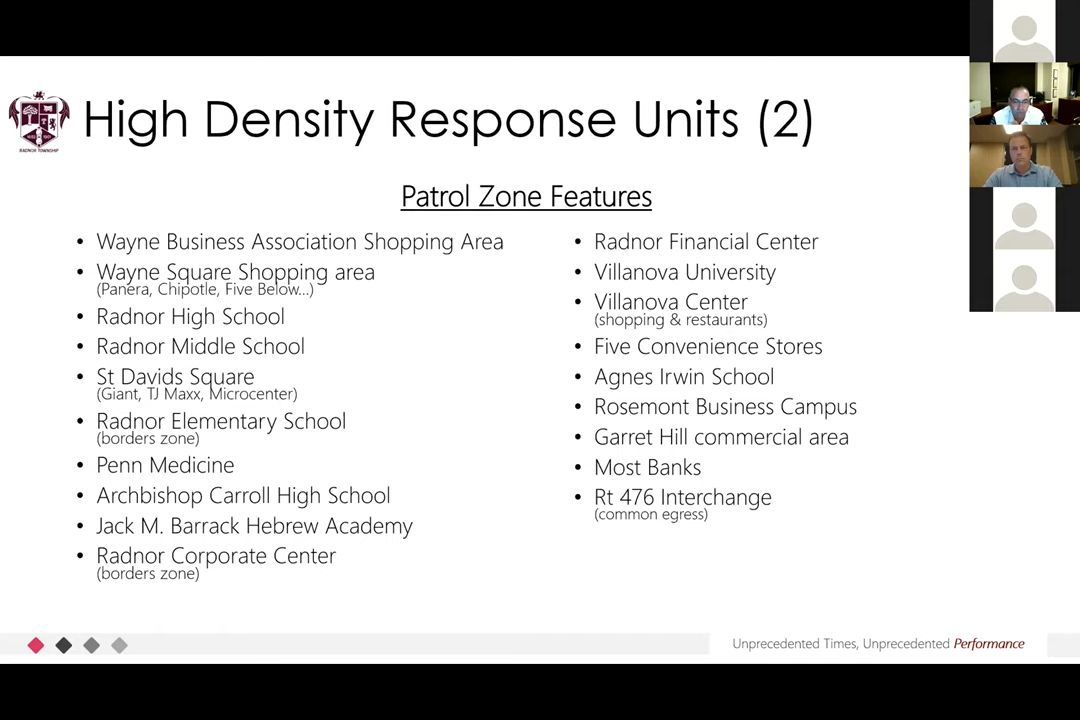 High Density Response Units (2)
RADNOR TOWNSHIP
Patrol Zone Features
• Wayne Business Association Shopping Area
• Wayne Square Shopping area
(Panera, Chipotle, Five Below...)
• Radnor High School
• Radnor Middle School
• St Davids Square
(Giant, TJ Maxx, Microcenter)
• Radnor Elementary School
(borders zone)
• Penn Medicine
• Archbishop Carroll High School
• Jack M. Barrack Hebrew Academy
• Radnor Corporate Center
(borders zone)
• Radnor Financial Center
• Villanova University
• Villanova Center
(shopping & restaurants)
• Five Convenience Stores
• Agnes Irwin School
• Rosemont Business Campus
• Garret Hill commercial area
• Most Banks
• Rt 476 Interchange
(common egress)
Unprecedented Times, Unprecedented Performance